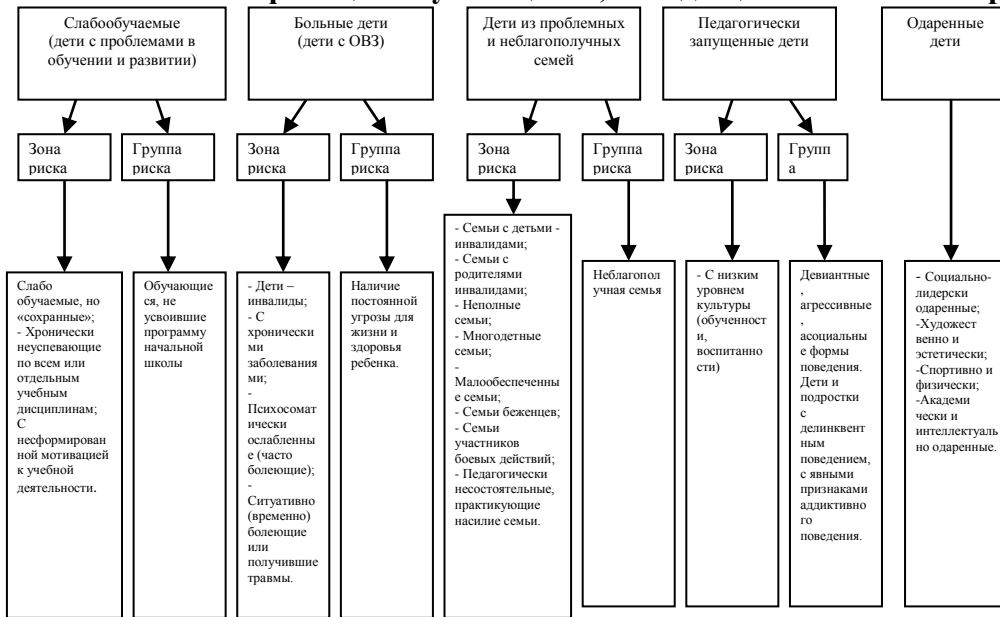 Слабообучаемые
(дети с проблемами в
обучении и развитии)
Больные дети
(дети с ОВЗ)
Дети из проблемных
и неблагополучных
семей
Педагогически
запущенные дети
Одаренные
дети
Зона
риска
Группа
риска
Зона
риска
Группа
риска
Зона
риска
Группа
риска
Зона
риска
Групп
а
Слабо
обучаемые, но
«сохранные»;
- Хронически
неуспевающие
по всем или
отдельным
учебным
дисциплинам;
С
несформирован
ной мотивацией
к учебной
деятельности.
Обучающие
ся, не
усвоившие
программу
начальной
школы
- Дети –
инвалиды;
- С
хронически
ми
заболевания
ми;
-
Психосомат
ически
ослабленны
е (часто
болеющие);
-
Ситуативно
(временно)
болеющие
или
получившие
травмы.
Наличие
постоянной
угрозы для
жизни и
здоровья
ребенка.
- Семьи с детьми -
инвалидами;
- Семьи с
родителями
инвалидами;
- Неполные
семьи;
- Многодетные
семьи;
-
Малообеспеченны
е семьи;
- Семьи беженцев;
- Семьи
участников
боевых действий;
- Педагогически
несостоятельные,
практикующие
насилие семьи.
Неблагопол
учная семья
- С низким
уровнем
культуры
(обученност
и,
воспитанно
сти)
Девиантные
, агрессивные
, асоциальны
е формы
поведения.
Дети и
подростки
с
делинквент
ным
поведением,
с явными
признаками
аддиктивно
го
поведения.
- Социально-
лидерски
одаренные;
-Художест
венно и
эстетически;
-Спортивно и
физически;
-Академи
чески и
интеллектуаль
но одаренные.